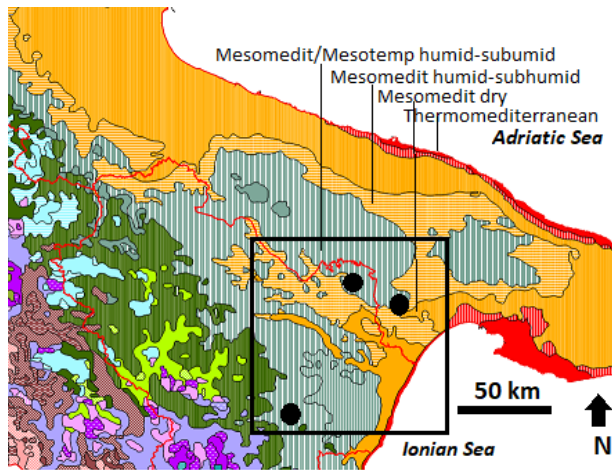 Mesomedit/Mesotemp humid-subumid
Mesomedit humid-subhumid
Mesomedit dry
Thermomediterranean
Adriatic Sea
50 km
N
Ionian Sea